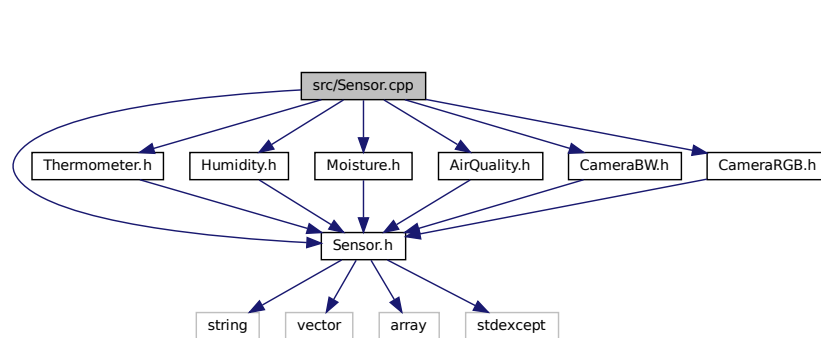 src/Sensor.cpp
Thermometer.h Humidity.h Moisture.h AirQuality.h CameraBW.h CameraRGB.h
Sensor.h
string vector array stdexcept